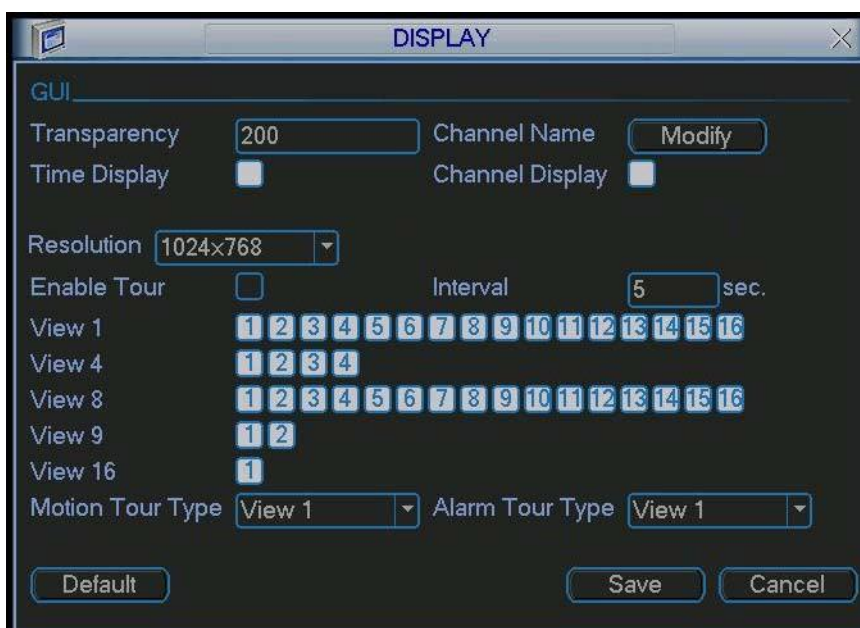 DISPLAY
GUI
Transparency 200 Channel Name Modify
Time Display Channel Display
Resolution 1024×768
Enable Tour Interval 5 sec.
View 1 1 2 3 4 5 6 7 8 9 10 11 12 13 14 15 16
View 4 1 2 3 4
View 8 1 2 3 4 5 6 7 8 9 10 11 12 13 14 15 16
View 9 1 2
View 16 1
Motion Tour Type View 1 Alarm Tour Type View 1
Default Save Cancel